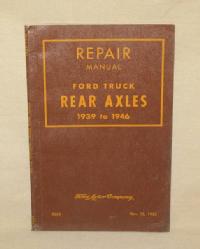 REPAIR
MANUAL
FORD TRUCK
REAR AXLES
1939 to 1946
Ford Motor Company